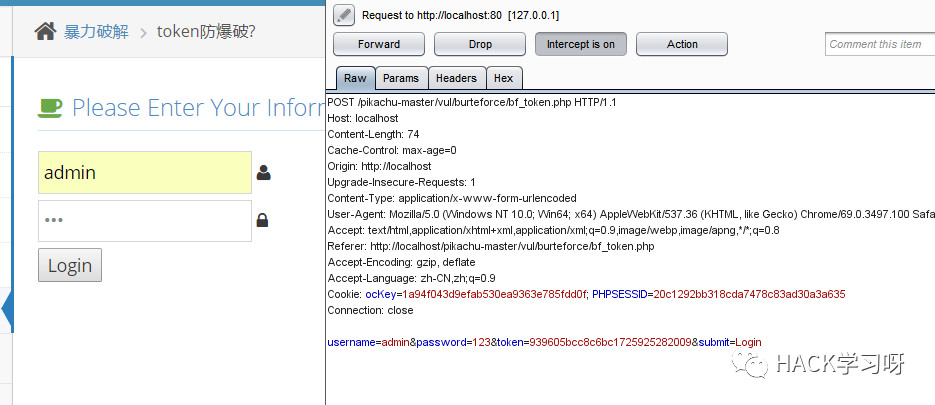 暴力破解 > token防爆破?
Please Enter Your Inforr
admin
Login
Request to http://localhost:80 [127.0.0.1]
Forward Drop Intercept is on Action Comment this item
Raw Params Headers Hex
POST /pikachu-master/vul/burteforce/bf_token.php HTTP/1.1
Host: localhost
Content-Length: 74
Cache-Control: max-age=0
Origin: http://localhost
Upgrade-Insecure-Requests: 1
Content-Type: application/x-www-form-urlencoded
User-Agent: Mozilla/5.0 (Windows NT 10.0; Win64; x64) AppleWebKit/537.36 (KHTML, like Gecko) Chrome/69.0.3497.100 Safa
Accept: text/html,application/xhtml+xml,application/xml;q=0.9,image/webp,image/apng,*/*;q=0.8
Referer: http://localhost/pikachu-master/vul/burteforce/bf_token.php
Accept-Encoding: gzip, deflate
Accept-Language: zh-CN,zh;q=0.9
Cookie: ocKey=1a94f043d9efab530ea9363e785fdd0f; PHPSESSID=20c1292bb318cda7478c83ad30a3a635
Connection: close
username=admin&password=123&token=939605bcc8c6bc1725925282009&submit=Login
HACK学习呀